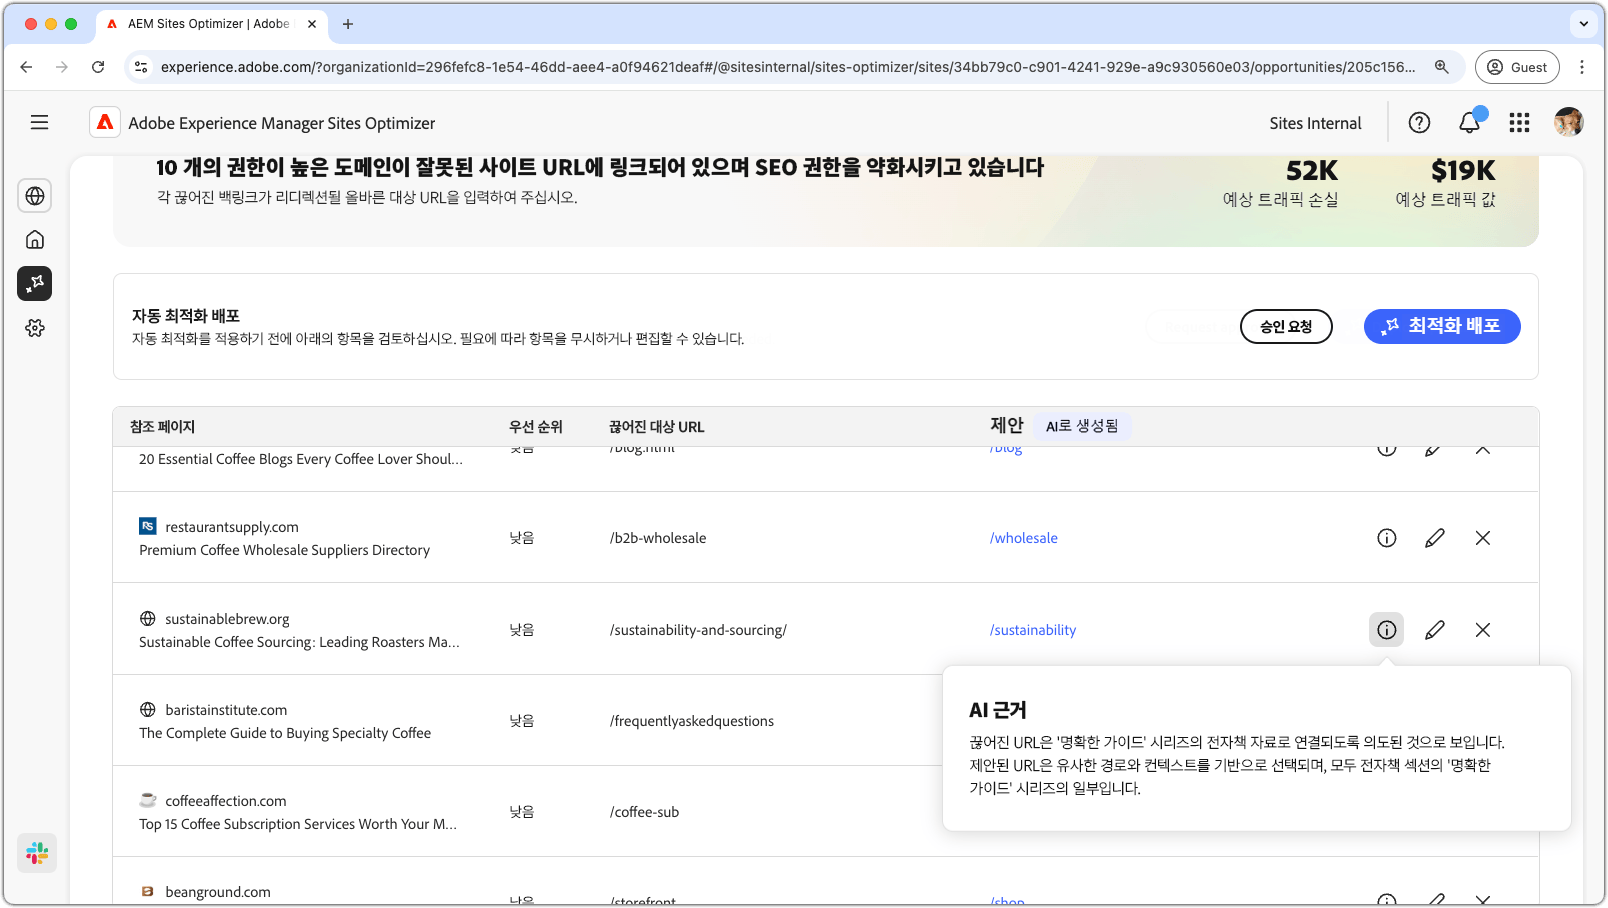 AEM Sites Optimizer | Adobe
experience.adobe.com/?organizationId=296fefc8-1e54-46dd-aee4-a0f94621deaf#/@sitesinternal/sites-optimizer/sites/34bb79c0-c901-4241-929e-a9c930560e03/opportunities/205c156...
Guest
Adobe Experience Manager Sites Optimizer
Sites Internal
10 개의 권한이 높은 도메인이 잘못된 사이트 URL에 링크되어 있으며 SEO 권한을 약화시키고 있습니다
각 끊어진 백링크가 리디렉션될 올바른 대상 URL을 입력하여 주십시오.
52K
예상 트래픽 손실
$19K
예상 트래픽 값
자동 최적화 배포
자동 최적화를 적용하기 전에 아래의 항목을 검토하십시오. 필요에 따라 항목을 무시하거나 편집할 수 있습니다.
승인 요청
최적화 배포
참조 페이지 우선 순위 끊어진 대상 URL 제안 AI로 생성됨
20 Essential Coffee Blogs Every Coffee Lover Shoul... 낮음 /blog.html /blog
restaurantsupply.com
Premium Coffee Wholesale Suppliers Directory
낮음 /b2b-wholesale /wholesale
sustainablebrew.org
Sustainable Coffee Sourcing: Leading Roasters Ma...
낮음 /sustainability-and-sourcing/ /sustainability
baristainstitute.com
The Complete Guide to Buying Specialty Coffee
낮음 /frequentlyaskedquestions
AI 근거
끊어진 URL은 '명확한 가이드' 시리즈의 전자책 자료로 연결되도록 의도된 것으로 보입니다.
제안된 URL은 유사한 경로와 컨텍스트를 기반으로 선택되며, 모두 전자책 섹션의 '명확한
가이드' 시리즈의 일부입니다.
coffeeaffection.com
Top 15 Coffee Subscription Services Worth Your M...
낮음 /coffee-sub
beanground.com
낮음 /storefront /shop